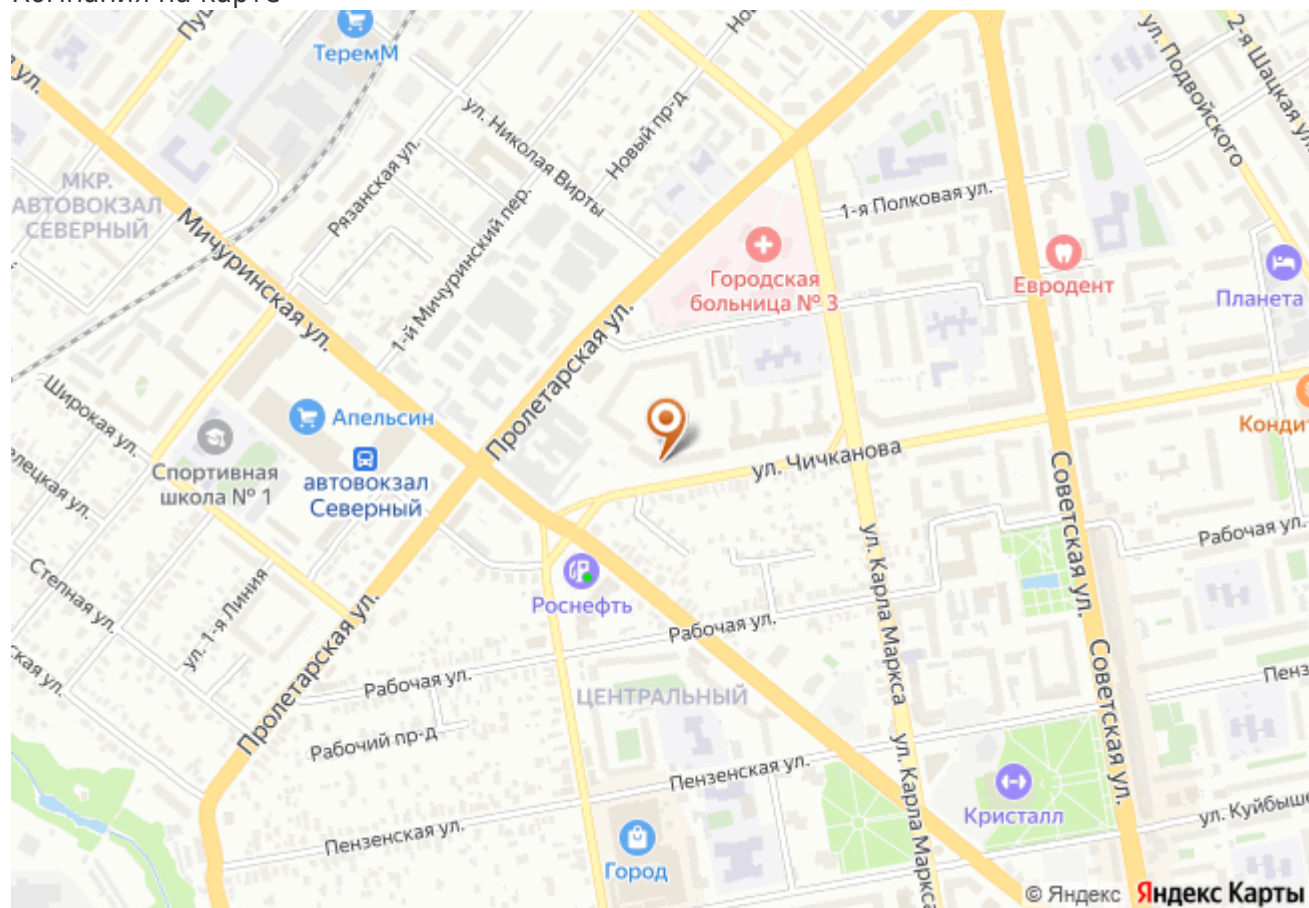 Компания на карте
ТеремМ
ул. Николая Вирты
Новый пр-д
ул. Подвойского
2-я Шацкая ул.
МКР.
АВТОВОКЗАЛ
СЕВЕРНЫЙ
Рязанская ул.
1-й Мичуринский пер.
1-я Полковая ул.
Мичуринская ул.
Городская
больница № 3
Евродент
Планета
Пролетарская ул.
Широкая ул.
Апельсин
Спортивная
школа № 1
автовокзал
Северный
ул. Чичканова
Советская ул.
Рабочая ул.
Степная ул.
ул. 1-я Линия
Роснефть
ул. Карла Маркса
Рабочая ул.
Пролетарская ул.
Рабочая ул.
ЦЕНТРАЛЬНЫЙ
Советская ул.
Рабочий пр-д
Пензенская ул.
ул. Карла Маркса
Кристалл
Пензенская ул.
Город
© Яндекс Яндекс Карты